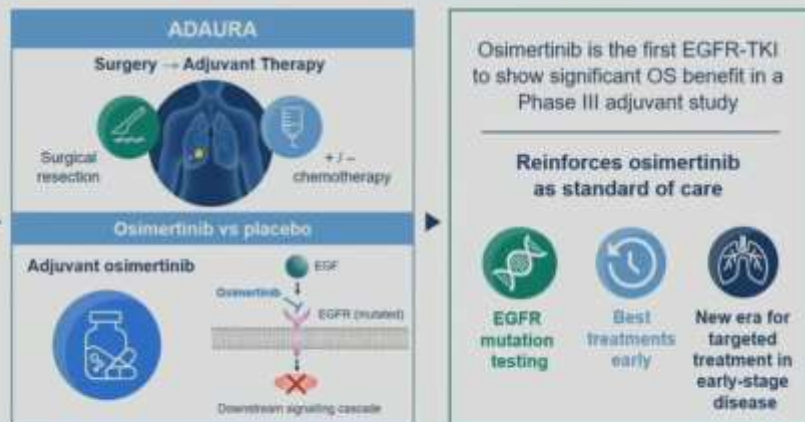 ADAURA
Surgery → Adjuvant Therapy
Surgical
resection
+ / –
chemotherapy
Osimertinib vs placebo
Adjuvant osimertinib
EGF
Osimertinib
EGFR (mutated)
Downstream signalling cascade
Osimertinib is the first EGFR-TKI
to show significant OS benefit in a
Phase III adjuvant study
Reinforces osimertinib
as standard of care
EGFR
mutation
testing
Best
treatments
early
New era for
targeted
treatment in
early-stage
disease